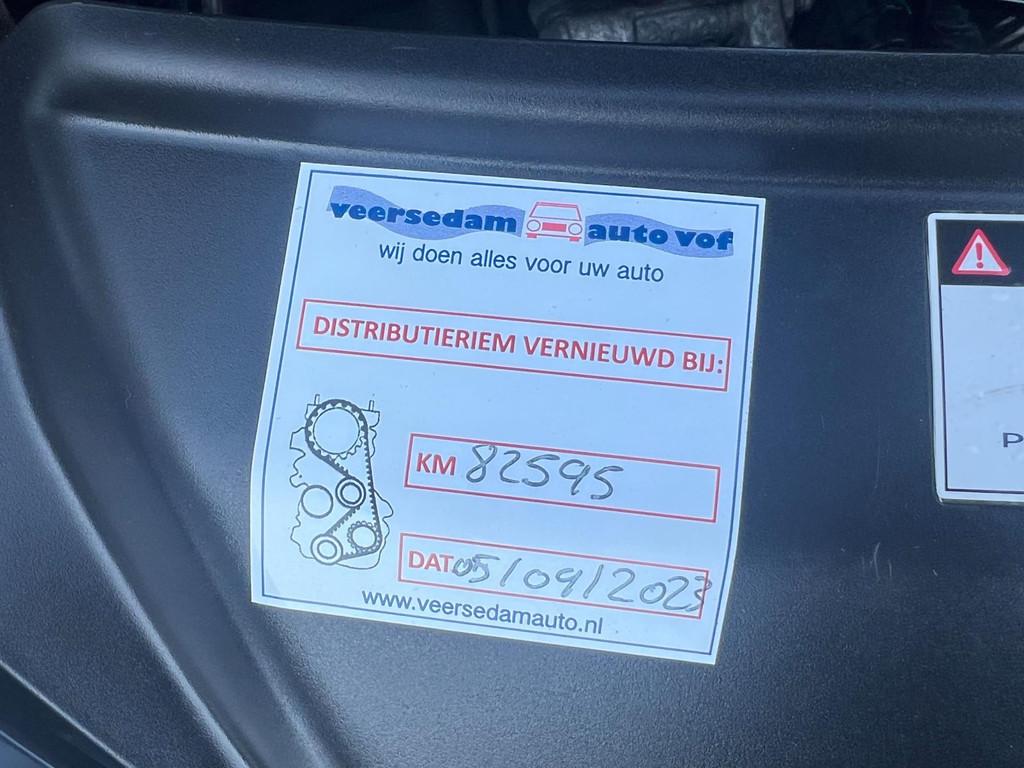 veersedam auto vof
wij doen alles voor uw auto
DISTRIBUTIERIEM VERNIEUWD BIJ:
KM 82595
DAT 05/09/2023
www.veersedamauto.nl
P